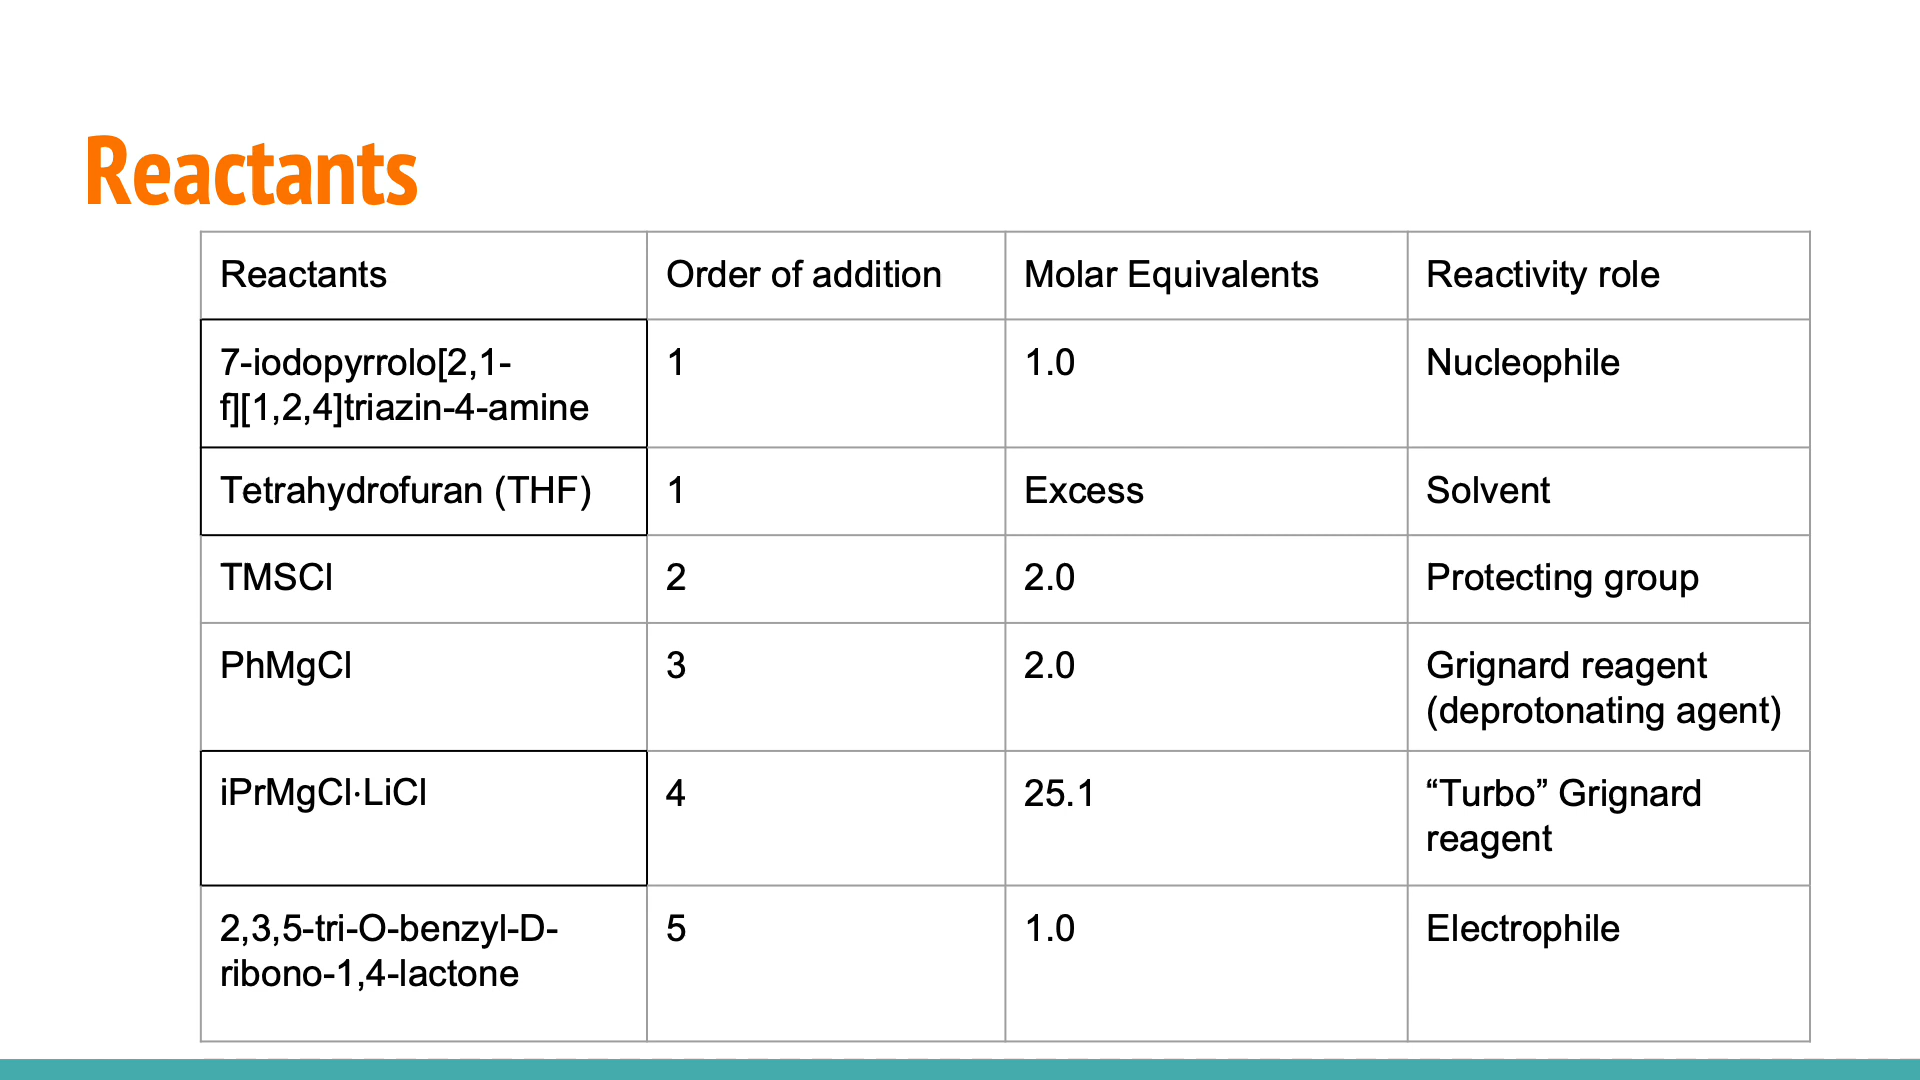 Reactants
Reactants Order of addition Molar Equivalents Reactivity role
7-iodopyrrolo[2,1-
f][1,2,4]triazin-4-amine
1 1.0 Nucleophile
Tetrahydrofuran (THF) 1 Excess Solvent
TMSCl 2 2.0 Protecting group
PhMgCl 3 2.0 Grignard reagent
(deprotonating agent)
iPrMgCl·LiCl 4 25.1 “Turbo” Grignard
reagent
2,3,5-tri-O-benzyl-D-
ribono-1,4-lactone
5 1.0 Electrophile